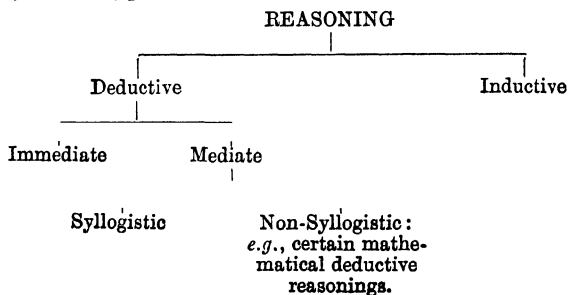 REASONING
Deductive Inductive
Immediate Mediate
Syllogistic Non-Syllogistic:
e.g., certain mathe-
matical deductive
reasonings.